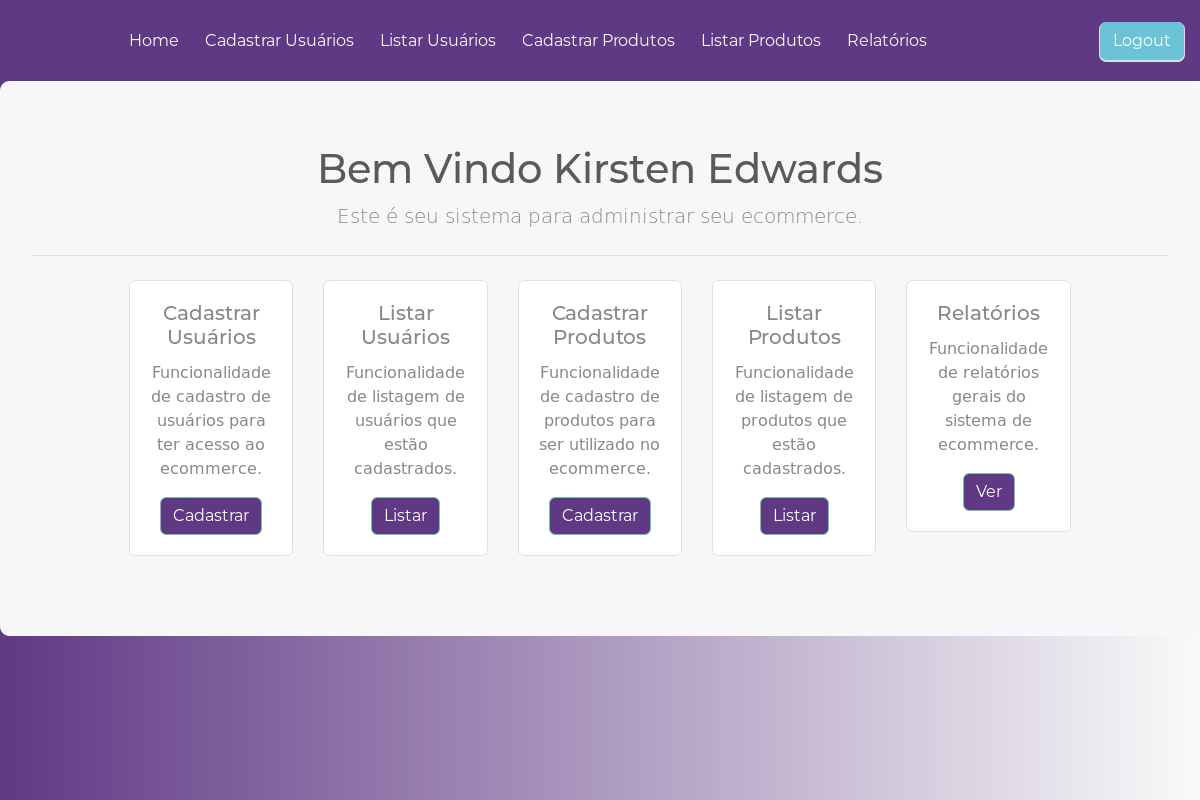 Home Cadastrar Usuários Listar Usuários Cadastrar Produtos Listar Produtos Relatórios Logout
Bem Vindo Kirsten Edwards
Este é seu sistema para administrar seu ecommerce.
Cadastrar
Usuários
Funcionalidade
de cadastro de
usuários para
ter acesso ao
ecommerce.
Cadastrar
Listar
Usuários
Funcionalidade
de listagem de
usuários que
estão
cadastrados.
Listar
Cadastrar
Produtos
Funcionalidade
de cadastro de
produtos para
ser utilizado no
ecommerce.
Cadastrar
Listar
Produtos
Funcionalidade
de listagem de
produtos que
estão
cadastrados.
Listar
Relatórios
Funcionalidade
de relatórios
gerais do
sistema de
ecommerce.
Ver